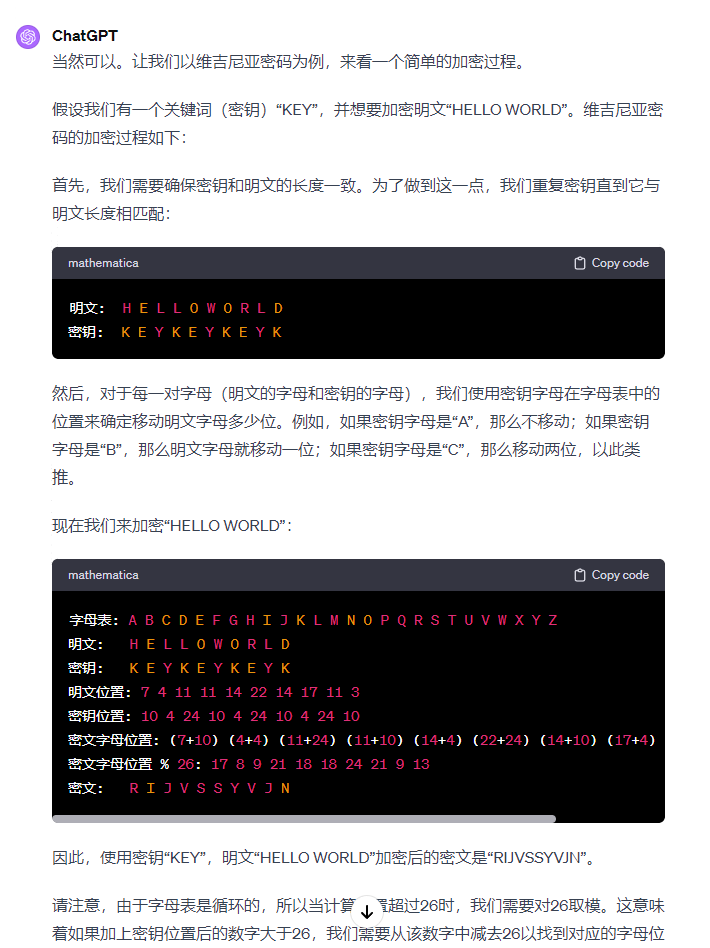 ChatGPT
当然可以。让我们以维吉尼亚密码为例，来看一个简单的加密过程。
假设我们有一个关键词（密钥）“KEY”，并想要加密明文“HELLO WORLD”。维吉尼亚密
码的加密过程如下：
首先，我们需要确保密钥和明文的长度一致。为了做到这一点，我们重复密钥直到它与
明文长度相匹配：
mathematica Copy code
明文： H E L L O W O R L D
密钥： K E Y K E Y K E Y K
然后，对于每一对字母（明文的字母和密钥的字母），我们使用密钥字母在字母表中的
位置来确定移动明文字母多少位。例如，如果密钥字母是“A”，那么不移动；如果密钥
字母是“B”，那么明文字母就移动一位；如果密钥字母是“C”，那么移动两位，以此类
推。
现在我们来加密“HELLO WORLD”：
mathematica Copy code
字母表: A B C D E F G H I J K L M N O P Q R S T U V W X Y Z
明文： H E L L O W O R L D
密钥： K E Y K E Y K E Y K
明文位置: 7 4 11 11 14 22 14 17 11 3
密钥位置: 10 4 24 10 4 24 10 4 24 10
密文字母位置: (7+10) (4+4) (11+24) (11+10) (14+4) (22+24) (14+10) (17+4)
密文字母位置 % 26: 17 8 9 21 18 18 24 21 9 13
密文： R I J V S S Y V J N
因此，使用密钥“KEY”，明文“HELLO WORLD”加密后的密文是“RIJVSSYVJN”。
请注意，由于字母表是循环的，所以当计算 置超过26时，我们需要对26取模。这意味
着如果加上密钥位置后的数字大于26，我们需要从该数字中减去26以找到对应的字母位